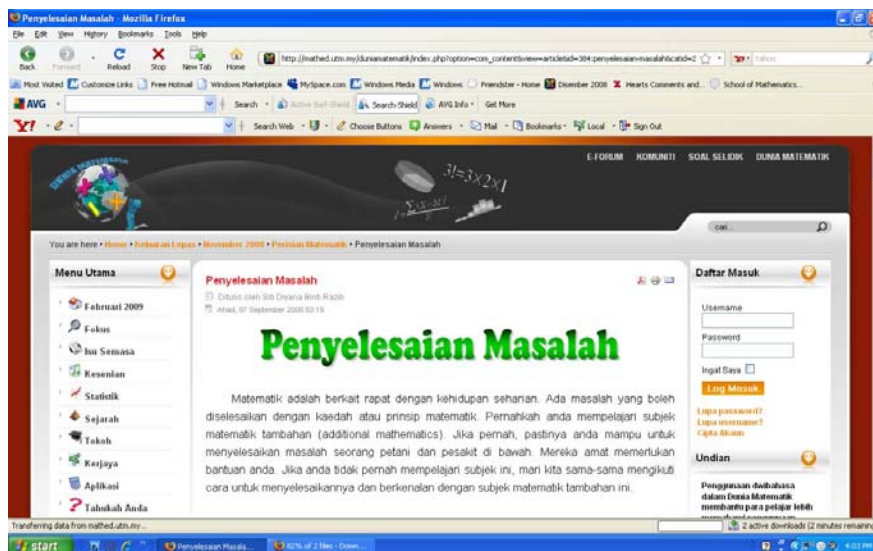 Penyelesaian Masalah - Mozilla Firefox
File Edit View History Bookmarks Tools Help
Back Forward Reload Stop New Tab Home
Yahoo
Most Visited Customize Links Free Hotmail Windows Marketplace MySpace.com Windows Media Windows Friendster - Home Disember 2008 Hearts Comments and... School of Mathematics...
AVG Search Active Surf-Shield Search-Shield AVG Info Get More
Y! Search Web Choose Buttons Answers Mail Bookmarks Local Sign Out
E-FORUM KOMUNITI SOAL SELIDIK DUNIA MATEMATIK
DUNIA MATEMATIK
3!=3×2×1
cari...
You are here • Home • Keluaran Lepas • November 2008 • Perisian Matematik • Penyelesaian Masalah
Menu Utama
Februari 2009
Fokus
Isu Semasa
Kesenian
Statistik
Sejarah
Tokoh
Kerjaya
Aplikasi
Tahukah Anda
Penyelesaian Masalah
Ditulis oleh Siti Diyana Binti Razib
Ahad, 07 September 2008 03:19
Penyelesaian Masalah
Matematik adalah berkait rapat dengan kehidupan seharian. Ada masalah yang boleh
diselesaikan dengan kaedah atau prinsip matematik. Pernahkah anda mempelajari subjek
matematik tambahan (additional mathematics). Jika pernah, pastinya anda mampu untuk
menyelesaikan masalah seorang petani dan pesakit di bawah. Mereka amat memerlukan
bantuan anda. Jika anda tidak pernah mempelajari subjek ini, mari kita sama-sama mengikuti
cara untuk menyelesaikannya dan berkenalan dengan subjek matematik tambahan ini.
Daftar Masuk
Username
Password
Ingat Saya
Log Masuk
Lupa password?
Lupa username?
Cipta Akaun
Undian
Penggunaan dwibahasa
dalam Dunia Matematik
membantu para pelajar lebih
Transferring data from mathed.utm.my...
2 active downloads (2 minutes remaining
start
Penyelesaian Masala...
82% of 2 files - Down...
4:03 PM